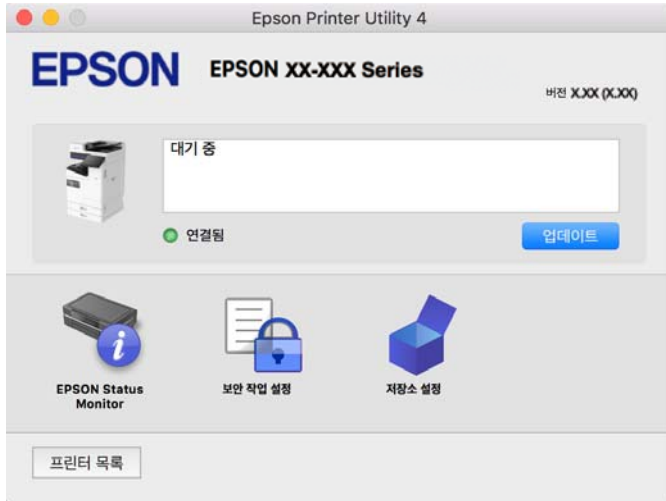 Epson Printer Utility 4
EPSON
EPSON XX-XXX Series
버전 X.XX (X.XX)
대기 중
연결됨
업데이트
EPSON Status
Monitor
보안 작업 설정
저장소 설정
프린터 목록